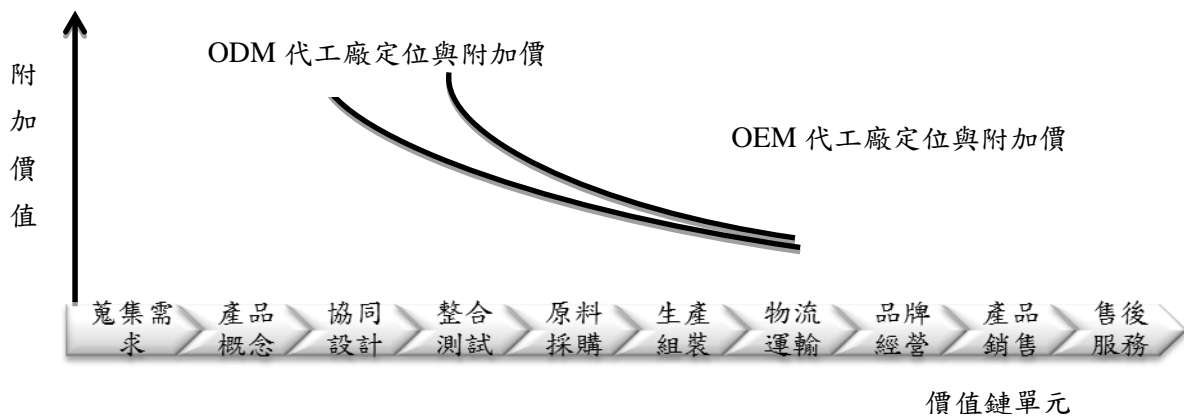 ODM 代工廠定位與附加價
附
加
價
值
OEM 代工廠定位與附加價
蒐集需
求
產品
概念
協同
設計
整合
測試
原料
採購
生產
組裝
物流
運輸
品牌
經營
產品
銷售
售後
服務
價值鏈單元